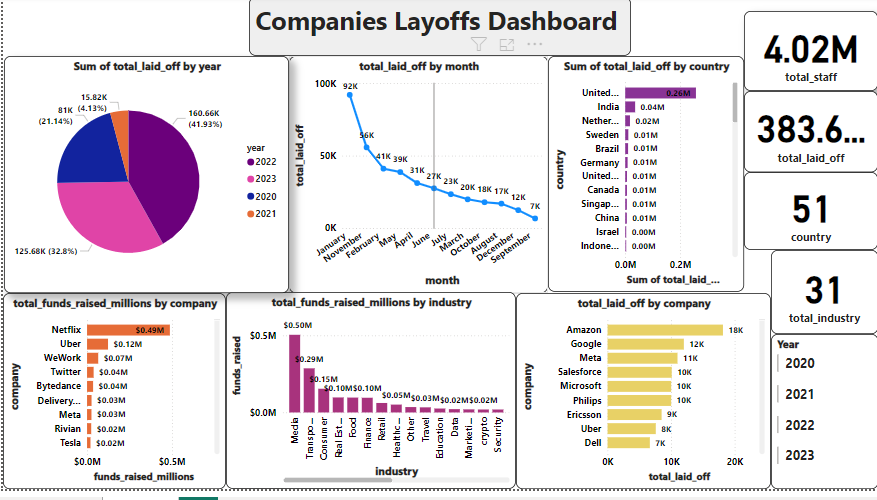 Companies Layoffs Dashboard
Sum of total_laid_off by year
15.82K
(4.13%)
81K
(21.14%)
160.66K
(41.93%)
125.68K (32.8%)
year
2022
2023
2020
2021
total_laid_off by month
total_laid_off
100K
50K
0K
92K
56K
41K
39K
31K
27K
23K
20K
18K
17K
12K
7K
January
November
February
May
April
June
July
March
October
August
December
September
month
Sum of total_laid_off by country
country
United... 0.26M
India 0.04M
Nether... 0.02M
Sweden 0.01M
Brazil 0.01M
Germany 0.01M
United... 0.01M
Canada 0.01M
Singap... 0.01M
China 0.01M
Israel 0.00M
Indone... 0.00M
0.0M 0.2M
Sum of total_laid_...
4.02M
total_staff
383.6...
total_laid_off
51
country
31
total_industry
total_funds_raised_millions by company
company
Netflix $0.49M
Uber $0.12M
WeWork $0.07M
Twitter $0.04M
Bytedance $0.04M
Delivery... $0.03M
Meta $0.03M
Rivian $0.02M
Tesla $0.02M
$0.0M $0.5M
funds_raised_millions
total_funds_raised_millions by industry
funds_raised
$0.5M
$0.0M
$0.50M
$0.29M
$0.15M
$0.10M
$0.10M
$0.05M
$0.03M
$0.02M
$0.02M
Media
Transpo...
Consumer
Real Est...
Food
Finance
Retail
Healthc...
Other
Travel
Education
Data
Marketi...
crypto
Security
industry
total_laid_off by company
company
Amazon 18K
Google 12K
Meta 11K
Salesforce 10K
Microsoft 10K
Philips 10K
Ericsson 9K
Uber 8K
Dell 7K
0K 10K 20K
total_laid_off
Year
2020
2021
2022
2023